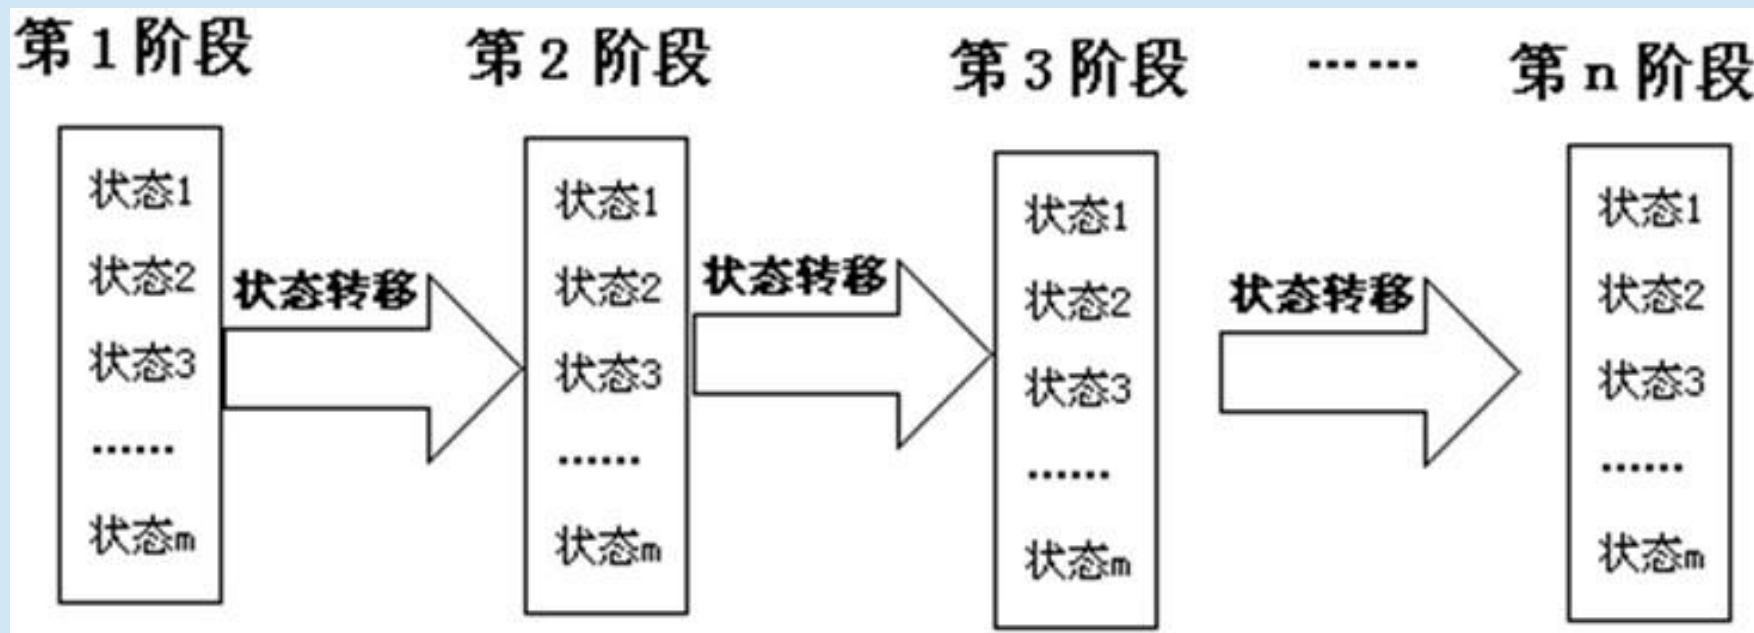 第1阶段
第2阶段
第3阶段
……
第n阶段
状态1
状态2
状态3
……
状态m
状态转移
状态1
状态2
状态3
……
状态m
状态转移
状态1
状态2
状态3
……
状态m
状态转移
状态1
状态2
状态3
……
状态m